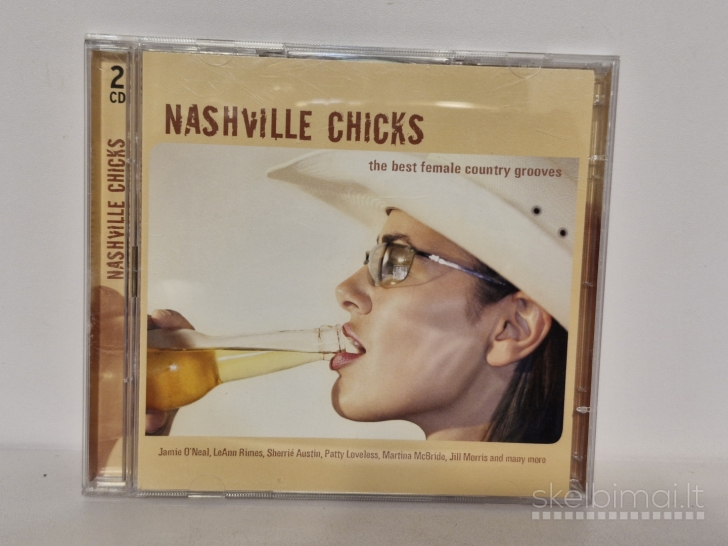 2
CD
NASHVILLE CHICKS
NASHVILLE CHICKS
the best female country grooves
Jamie O'Neal, LeAnn Rimes, Sherrié Austin, Patty Loveless, Martina McBride, Jill Morris and many more
skelbimai.lt